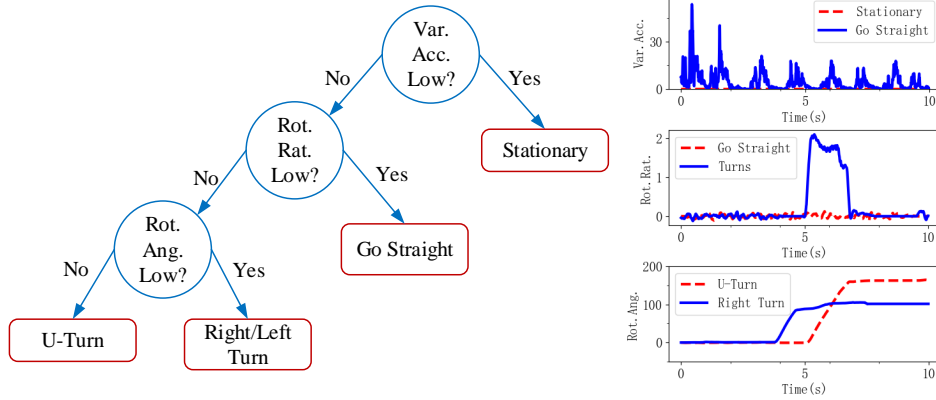 Var.
Acc.
Low?
No
Yes
Rot.
Rat.
Low?
Stationary
No
Yes
Rot.
Ang.
Low?
Go Straight
No
Yes
U-Turn
Right/Left
Turn
Var. Acc.
30
0
Stationary
Go Straight
0
5
10
Time(s)
Rot. Rat.
2
1
0
Go Straight
Turns
0
5
10
Time(s)
Rot. Ang.
200
100
0
U-Turn
Right Turn
0
5
10
Time(s)